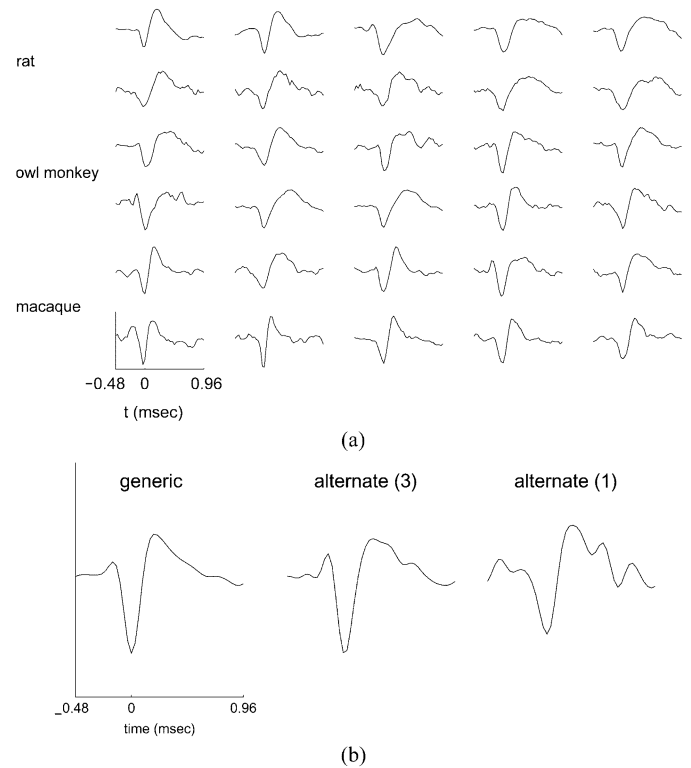 rat
owl monkey
macaque
−0.48 0 0.96
t (msec)
(a)
generic alternate (3) alternate (1)
_0.48 0 0.96
time (msec)
(b)